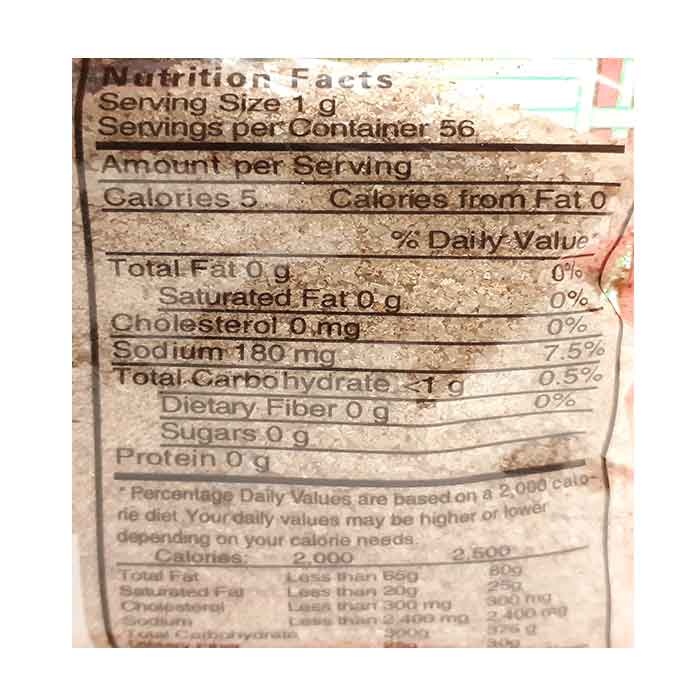 Nutrition Facts
Serving Size 1 g
Servings per Container 56
Amount per Serving
Calories 5 Calories from Fat 0
% Daily Value*
Total Fat 0 g 0%
Saturated Fat 0 g 0%
Cholesterol 0 mg 0%
Sodium 180 mg 7.5%
Total Carbohydrate <1 g 0.5%
Dietary Fiber 0 g 0%
Sugars 0 g
Protein 0 g
* Percentage Daily Values are based on a 2,000 calo-
rie diet. Your daily values may be higher or lower
depending on your calorie needs.
Calories: 2,000 2,500
Total Fat Less than 65g 80g
Saturated Fat Less than 20g 25g
Cholesterol Less than 300 mg 300 mg
Sodium Less than 2 400 mg 2 400 mg
Total Carbohydrate 300g 375 g